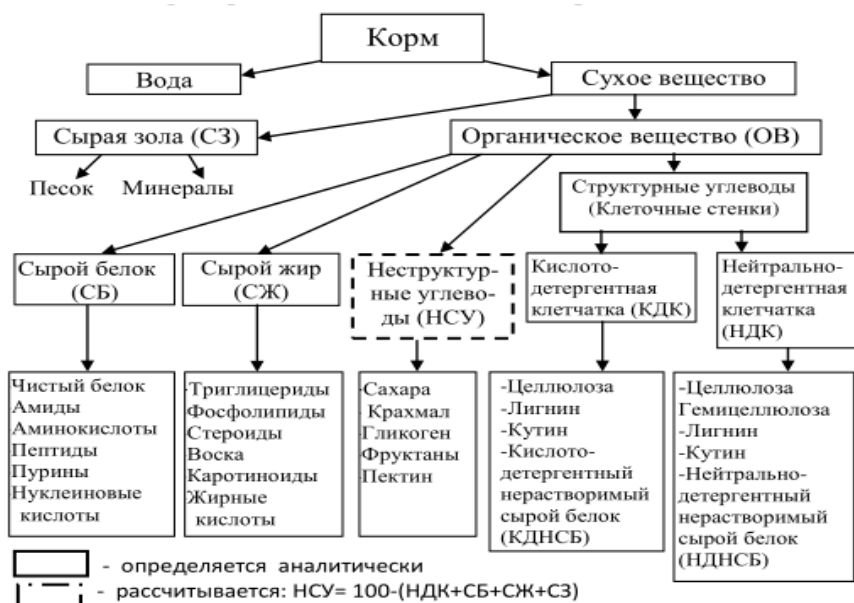 Корм
Вода
Сухое вещество
Сырая зола (СЗ)
Органическое вещество (ОВ)
Песок
Минералы
Структурные углеводы
(Клеточные стенки)
Сырой белок
(СБ)
Сырой жир
(СЖ)
Неструктур-
ные углево-
ды (НСУ)
Кислото-
детергентная
клетчатка (КДК)
Нейтрально-
детергентная
клетчатка
(НДК)
Чистый белок
Амиды
Аминокислоты
Пептиды
Пурины
Нуклеиновые
кислоты
-Триглицериды
Фосфолипиды
Стероиды
Воска
Каротиноиды
Жирные
кислоты
-Сахара
Крахмал
-Гликоген
Фруктаны
-Пектин
-Целлюлоза
-Лигнин
-Кутин
-Кислото-
детергентный
нерастворимый
сырой белок
(КДНСБ)
-Целлюлоза
Гемицеллюлоза
-Лигнин
-Кутин
-Нейтрально-
детергентный
нерастворимый
сырой белок
(НДНСБ)
- определяется аналитически
- рассчитывается: НСУ= 100-(НДК+СБ+СЖ+СЗ)